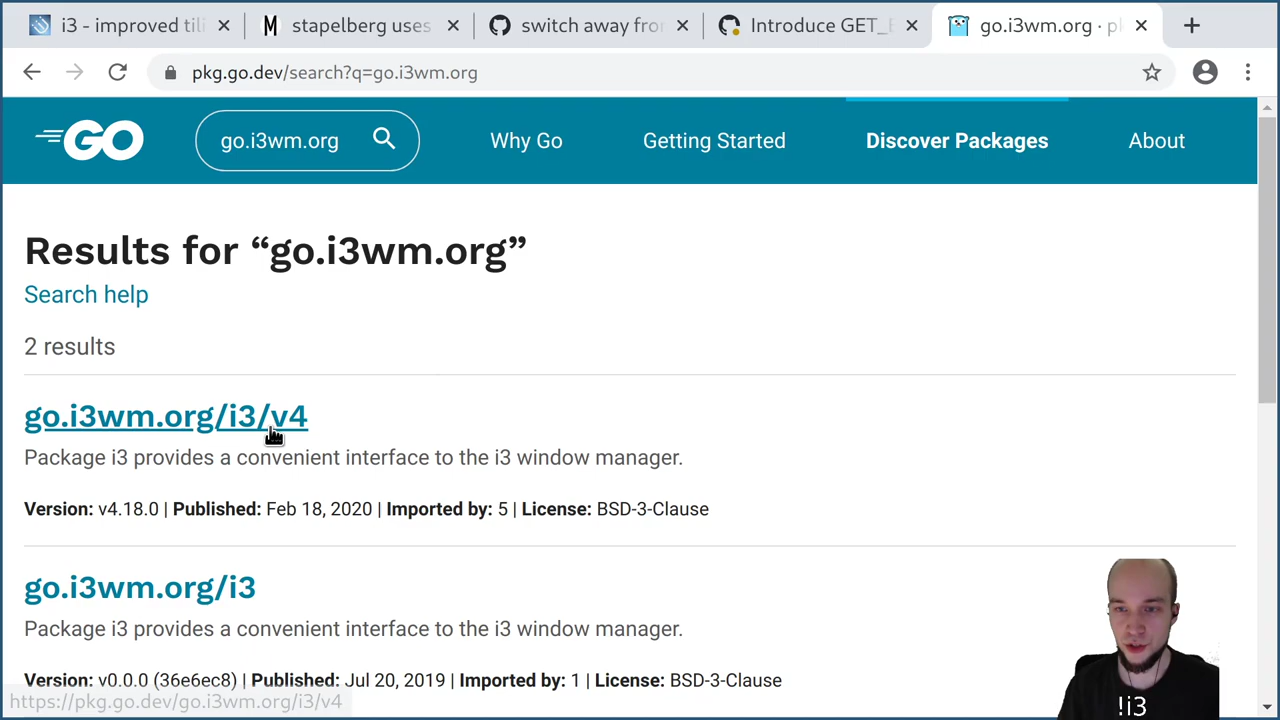 i3 - improved tili
stapelberg uses
switch away fro
Introduce GET_
go.i3wm.org · p
pkg.go.dev/search?q=go.i3wm.org
GO
go.i3wm.org
Why Go
Getting Started
Discover Packages
About
Results for “go.i3wm.org”
Search help
2 results
go.i3wm.org/i3/v4
Package i3 provides a convenient interface to the i3 window manager.
Version: v4.18.0 | Published: Feb 18, 2020 | Imported by: 5 | License: BSD-3-Clause
go.i3wm.org/i3
Package i3 provides a convenient interface to the i3 window manager.
Version: v0.0.0 (36e6ec8) | Published: Jul 20, 2019 | Imported by: 1 | License: BSD-3-Clause
https://pkg.go.dev/go.i3wm.org/i3/v4
!i3